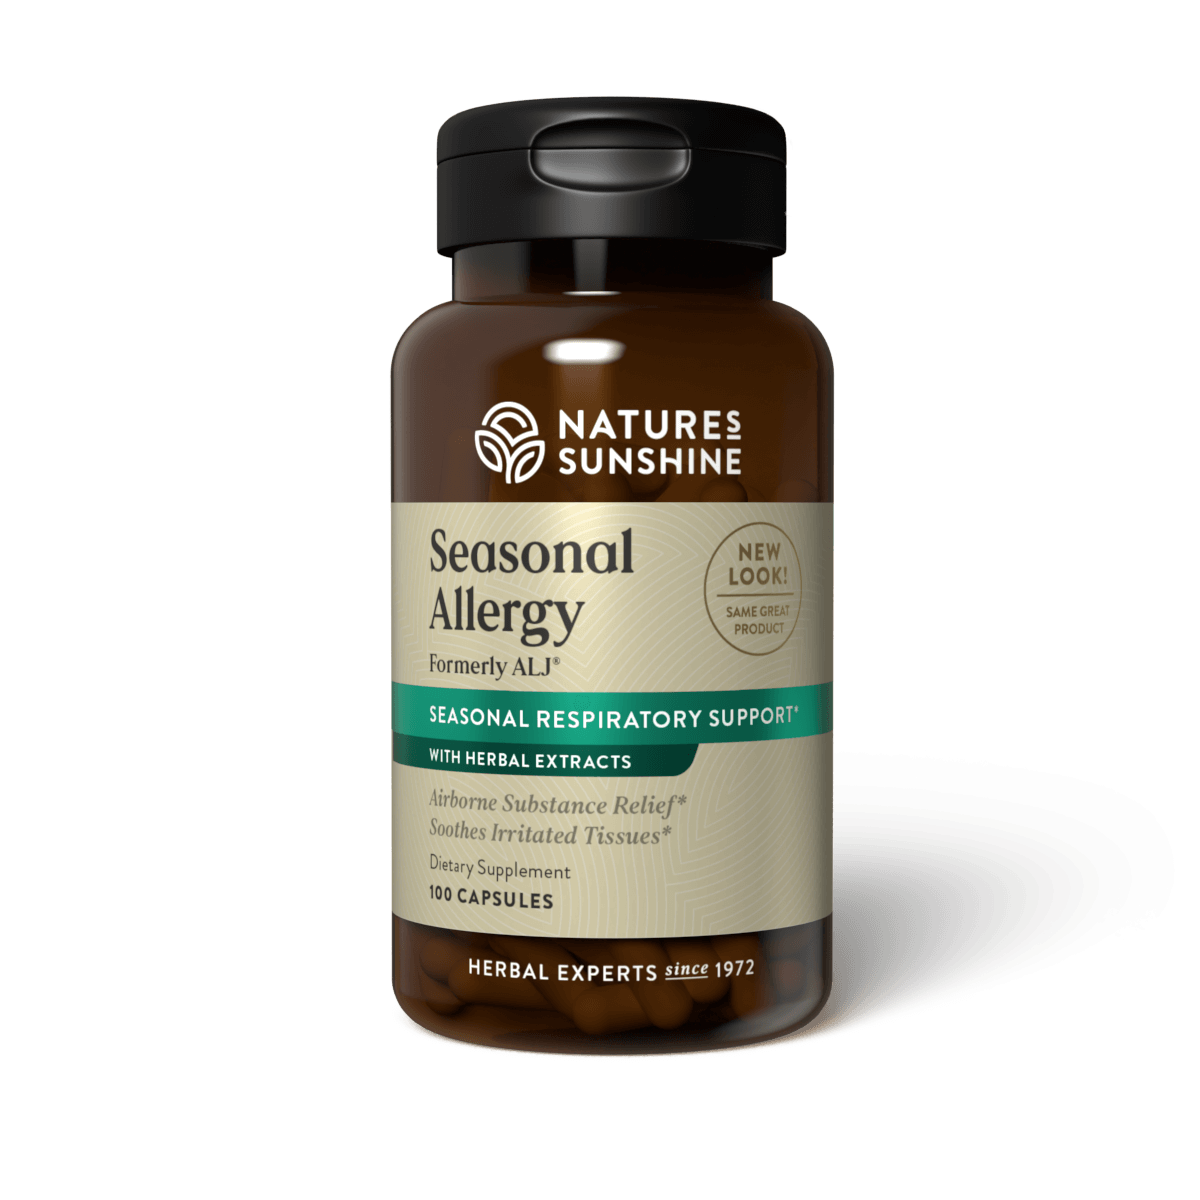 NATURES
SUNSHINE
Seasonal
Allergy
Formerly ALJ®
NEW
LOOK!
SAME GREAT
PRODUCT
SEASONAL RESPIRATORY SUPPORT*
WITH HERBAL EXTRACTS
Airborne Substance Relief*
Soothes Irritated Tissues*
Dietary Supplement
100 CAPSULES
HERBAL EXPERTS since 1972